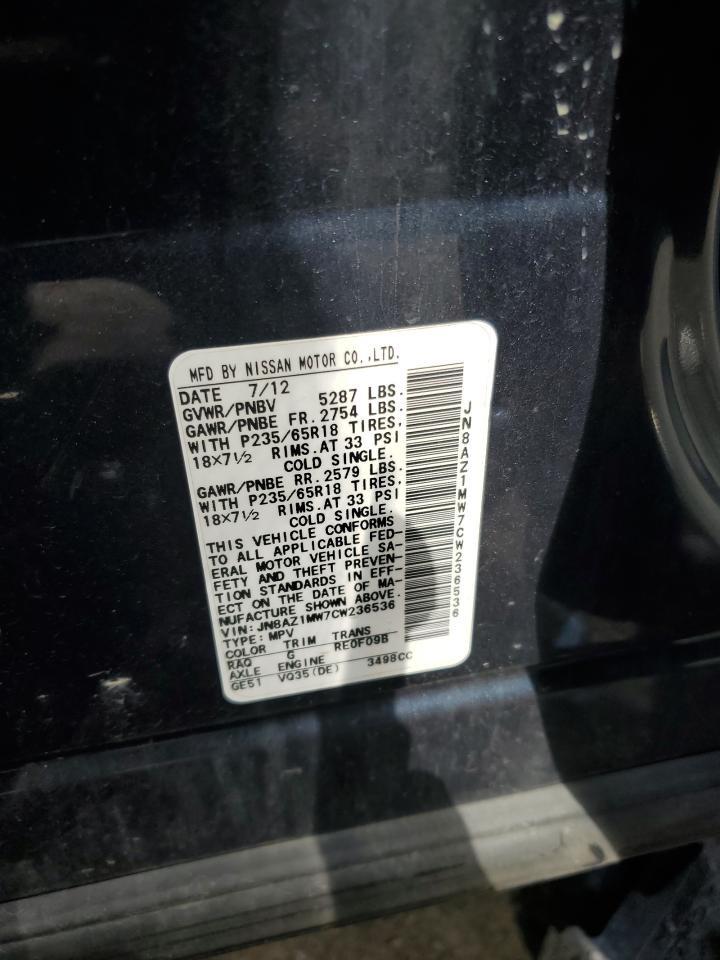 MFD BY NISSAN MOTOR CO.,LTD.
DATE 7/12
GVWR/PNBV 5287 LBS.
GAWR/PNBE FR. 2754 LBS.
WITH P235/65R18 TIRES,
18×7½ RIMS.AT 33 PSI
COLD SINGLE.
GAWR/PNBE RR. 2579 LBS.
WITH P235/65R18 TIRES,
18×7½ RIMS.AT 33 PSI
COLD SINGLE.
THIS VEHICLE CONFORMS
TO ALL APPLICABLE FED-
ERAL MOTOR VEHICLE SA-
FETY AND THEFT PREVEN-
TION STANDARDS IN EFF-
ECT ON THE DATE OF MA-
NUFACTURE SHOWN ABOVE.
VIN: JN8AZ1MW7CW236536
TYPE: MPV
COLOR TRIM TRANS
RAQ G RE0F09B
AXLE ENGINE
GE51 VQ35(DE) 3498CC
JN8AZ1MW7CW236536